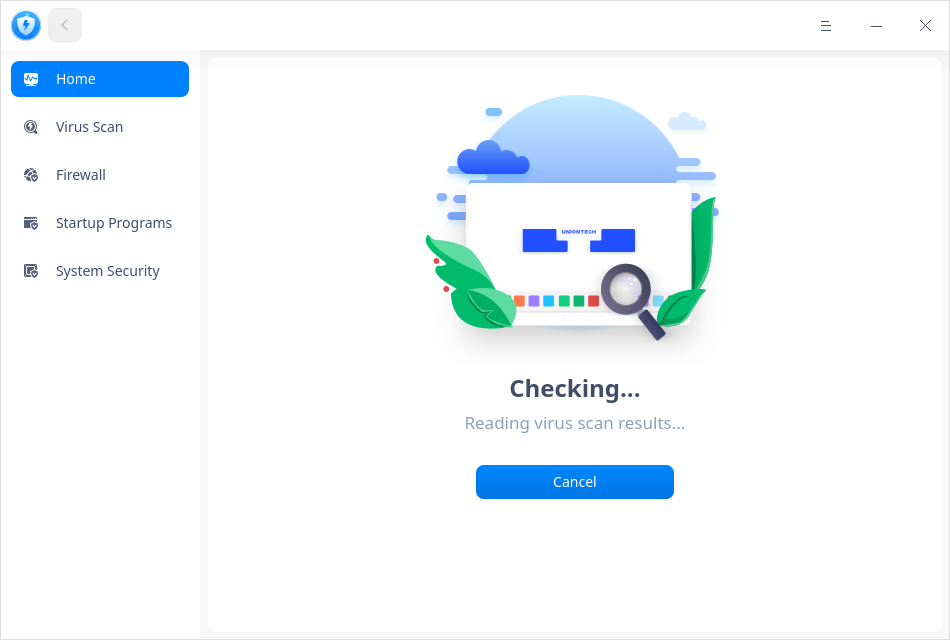 Home
Virus Scan
Firewall
Startup Programs
System Security
UNIONTECH
Checking...
Reading virus scan results...
Cancel